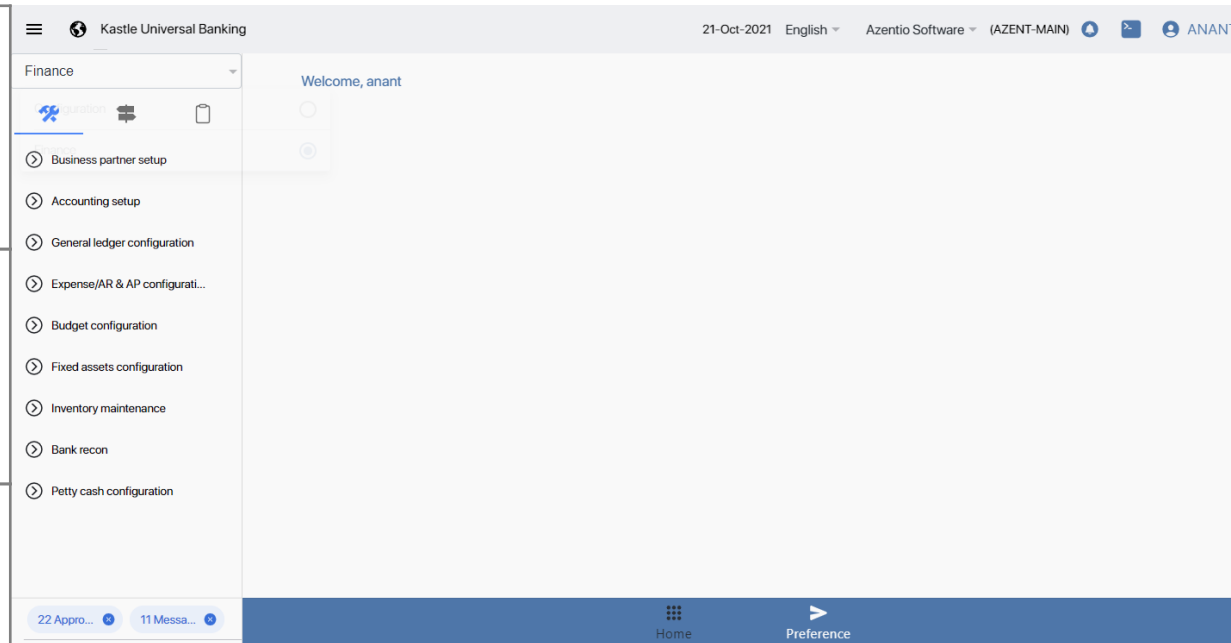 Kastle Universal Banking
21-Oct-2021 English Azentio Software (AZENT-MAIN) ANANT
Finance
Welcome, anant
Business partner setup
Accounting setup
General ledger configuration
Expense/AR & AP configurati...
Budget configuration
Fixed assets configuration
Inventory maintenance
Bank recon
Petty cash configuration
22 Appro... 11 Messa...
Home Preference